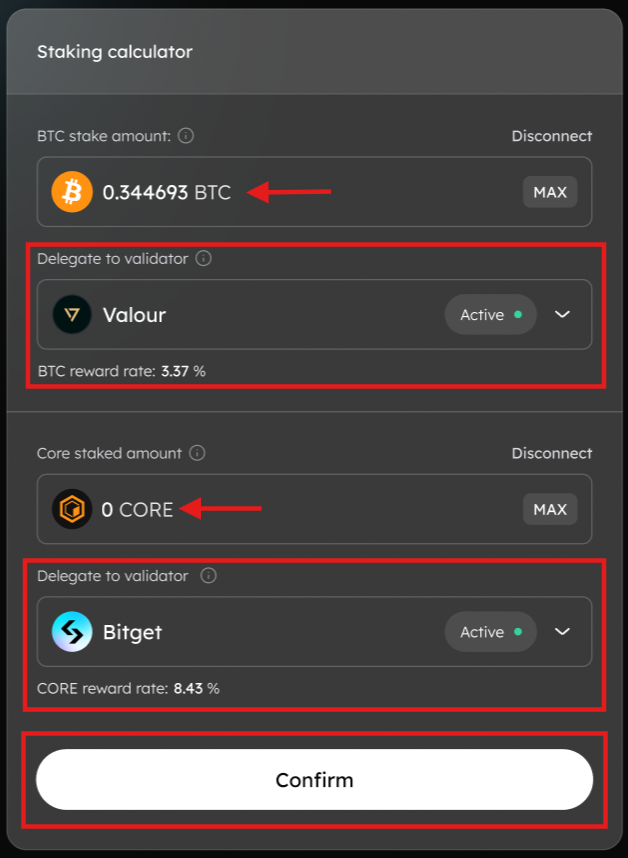 Staking calculator
BTC stake amount: Disconnect
0.344693 BTC MAX
Delegate to validator
Valour Active
BTC reward rate: 3.37 %
Core staked amount Disconnect
0 CORE MAX
Delegate to validator
Bitget Active
CORE reward rate: 8.43 %
Confirm